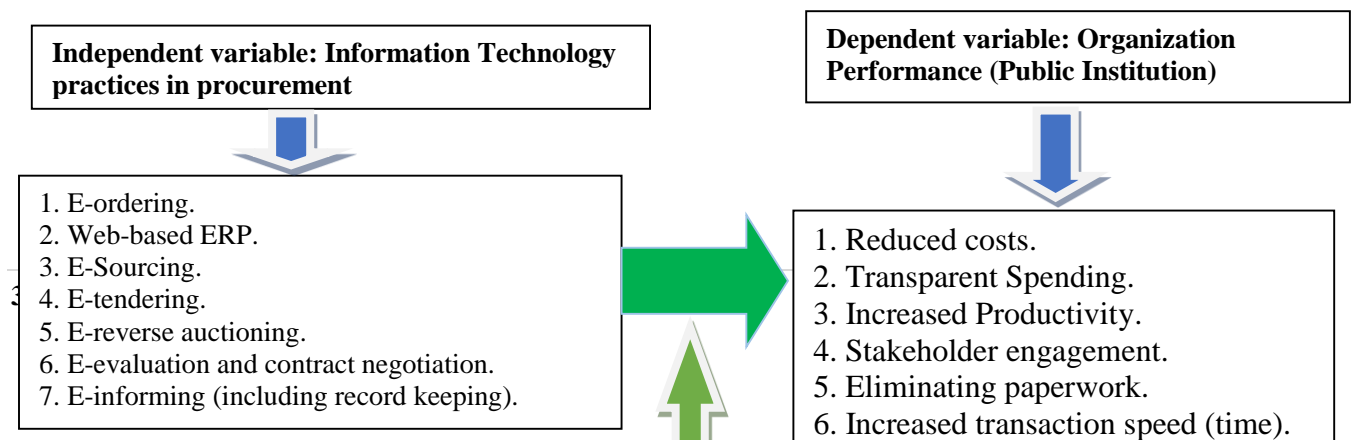 Independent variable: Information Technology
practices in procurement
Dependent variable: Organization
Performance (Public Institution)
1. E-ordering.
2. Web-based ERP.
3. E-Sourcing.
4. E-tendering.
5. E-reverse auctioning.
6. E-evaluation and contract negotiation.
7. E-informing (including record keeping).
1. Reduced costs.
2. Transparent Spending.
3. Increased Productivity.
4. Stakeholder engagement.
5. Eliminating paperwork.
6. Increased transaction speed (time).